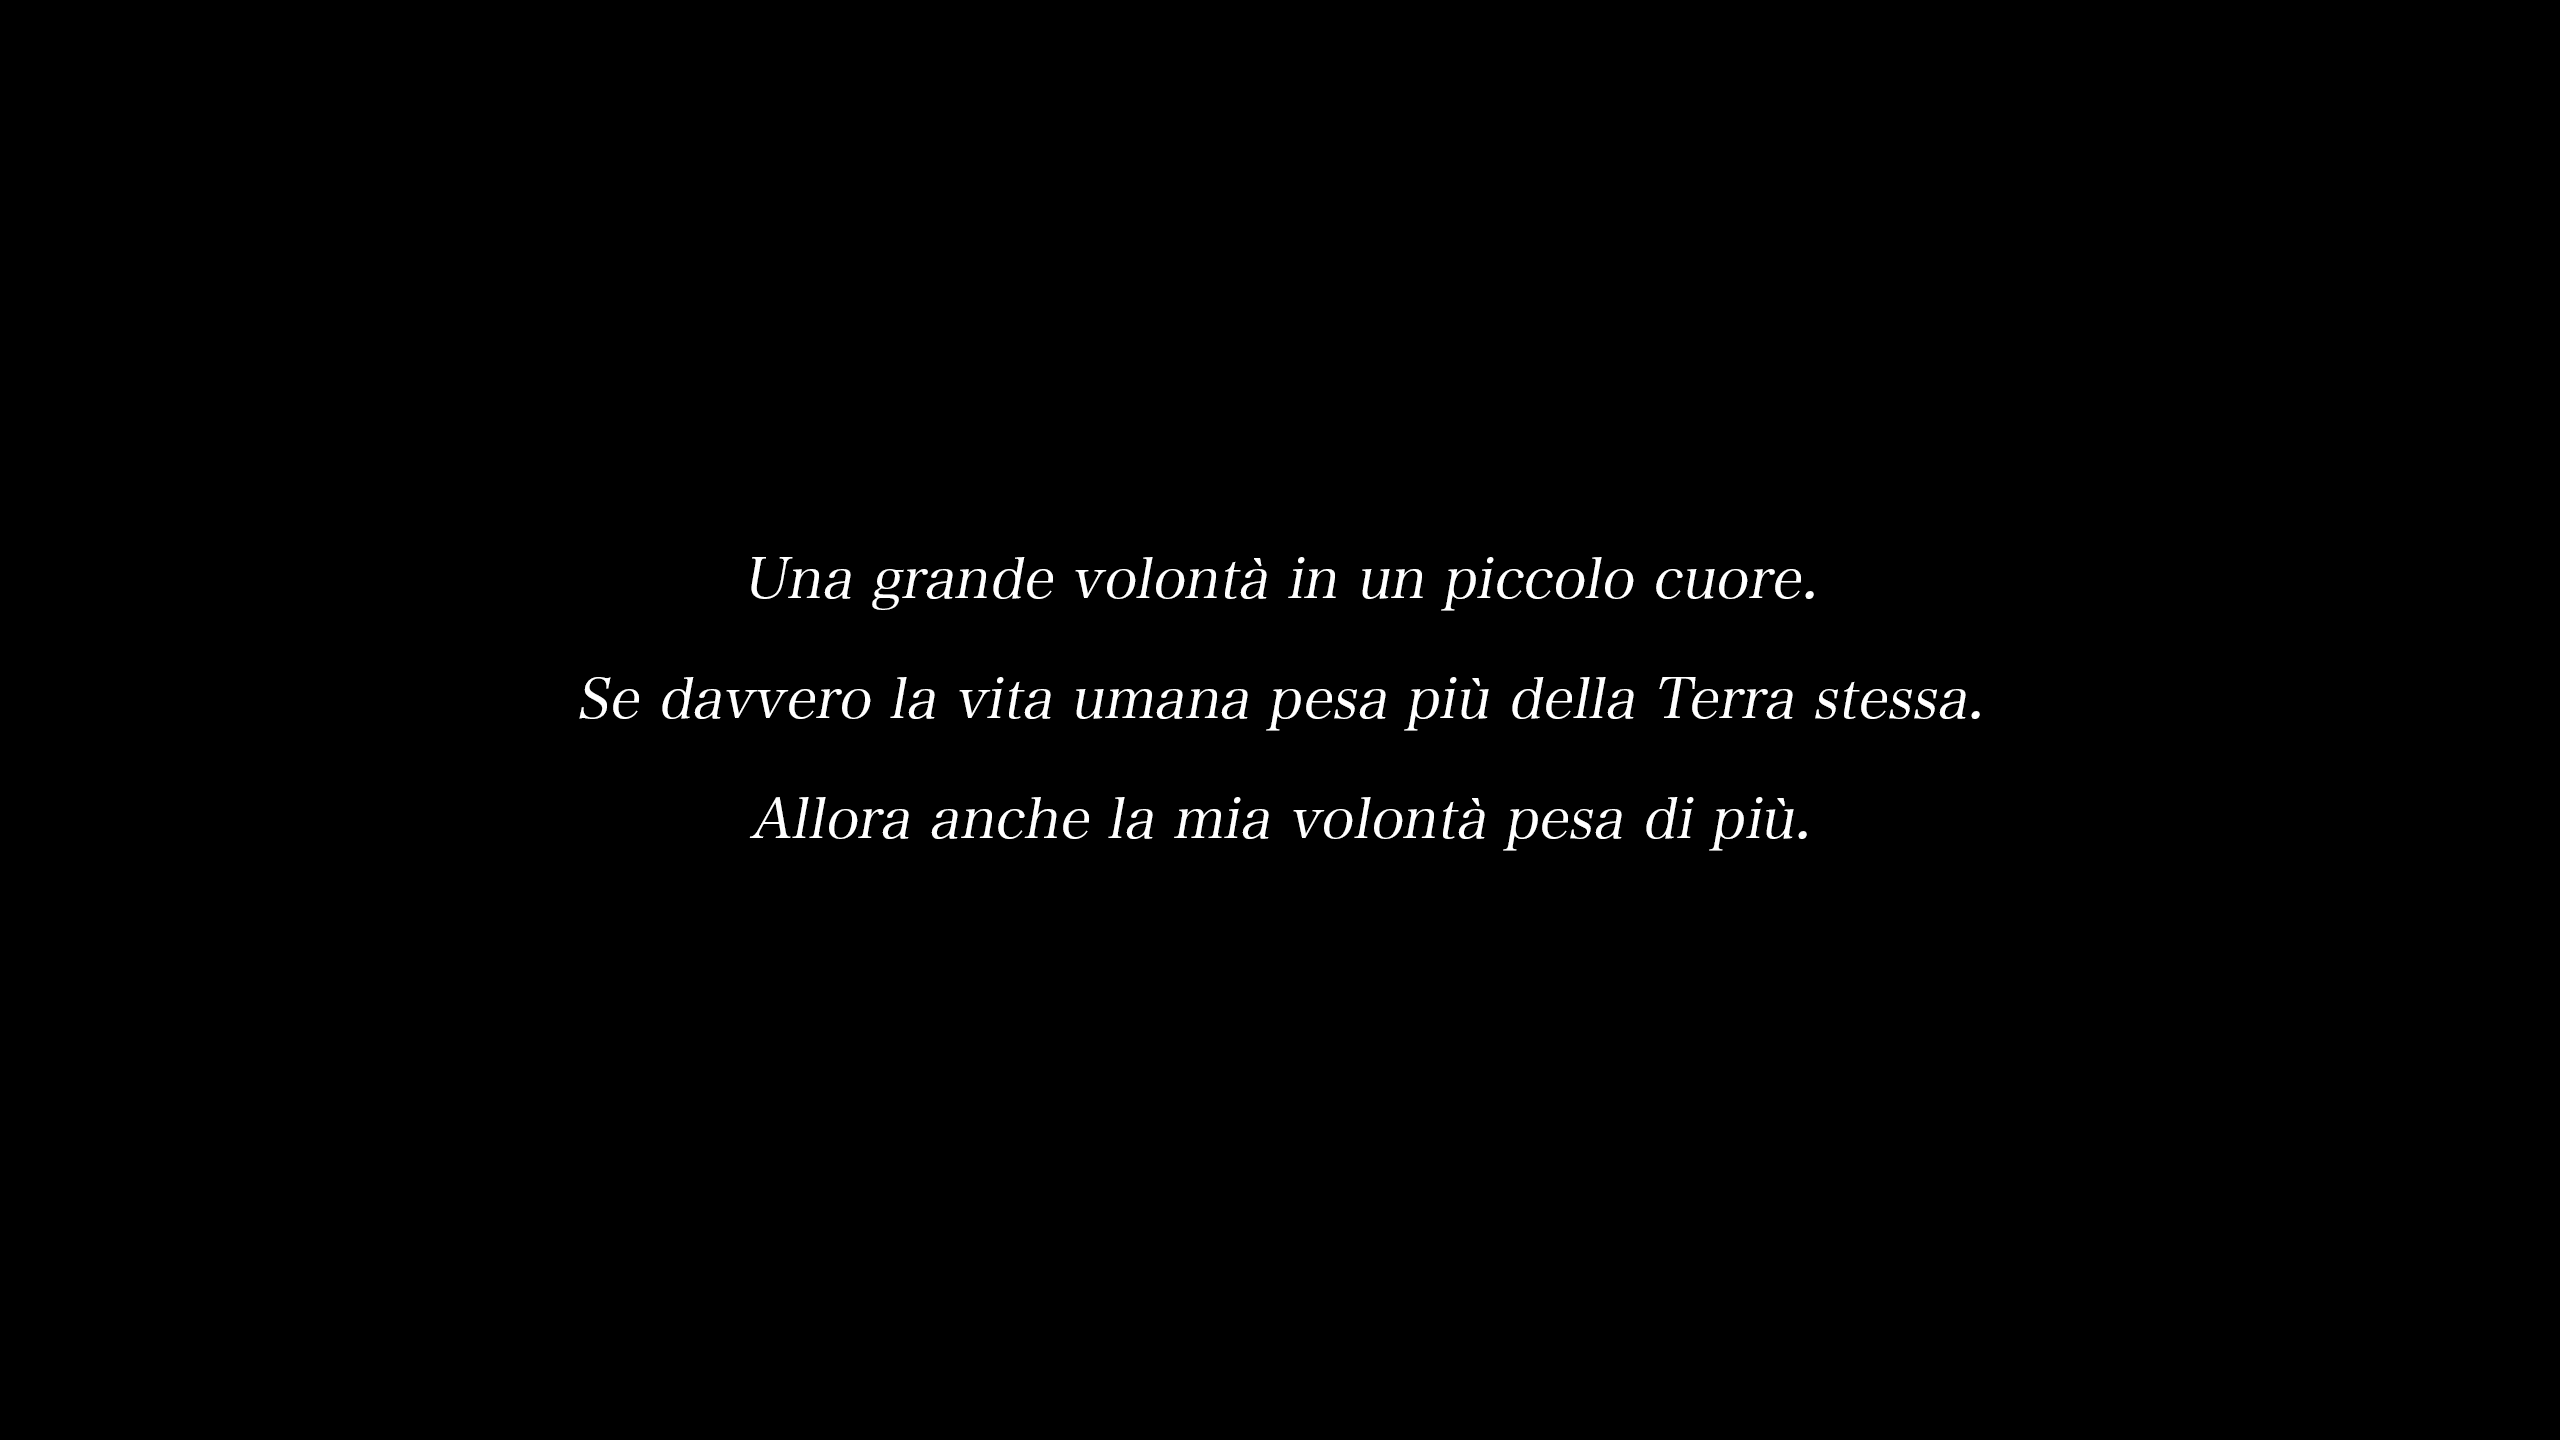 Una grande volontà in un piccolo cuore.
Se davvero la vita umana pesa più della Terra stessa.
Allora anche la mia volontà pesa di più.